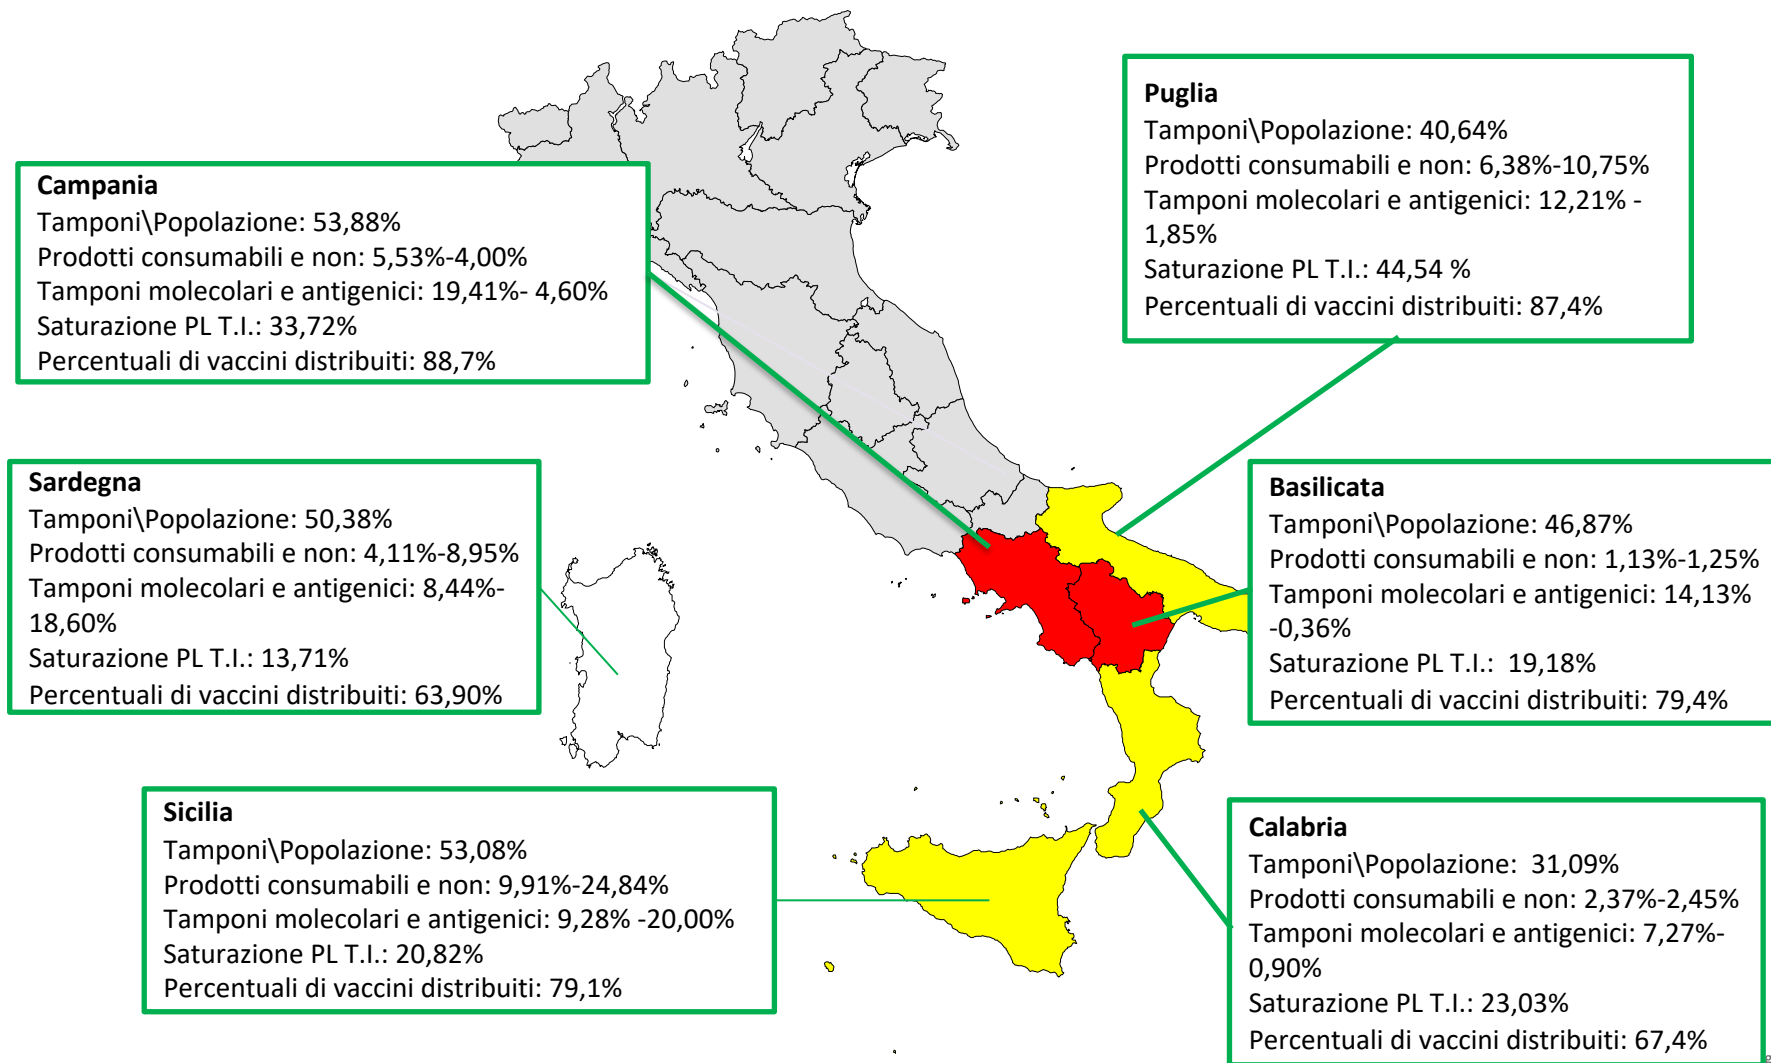 Campania
Tamponi\Popolazione: 53,88%
Prodotti consumabili e non: 5,53%-4,00%
Tamponi molecolari e antigenici: 19,41%- 4,60%
Saturazione PL T.I.: 33,72%
Percentuali di vaccini distribuiti: 88,7%
Puglia
Tamponi\Popolazione: 40,64%
Prodotti consumabili e non: 6,38%-10,75%
Tamponi molecolari e antigenici: 12,21% -
1,85%
Saturazione PL T.I.: 44,54 %
Percentuali di vaccini distribuiti: 87,4%
Sardegna
Tamponi\Popolazione: 50,38%
Prodotti consumabili e non: 4,11%-8,95%
Tamponi molecolari e antigenici: 8,44%-
18,60%
Saturazione PL T.I.: 13,71%
Percentuali di vaccini distribuiti: 63,90%
Basilicata
Tamponi\Popolazione: 46,87%
Prodotti consumabili e non: 1,13%-1,25%
Tamponi molecolari e antigenici: 14,13%
-0,36%
Saturazione PL T.I.:  19,18%
Percentuali di vaccini distribuiti: 79,4%
Sicilia
Tamponi\Popolazione: 53,08%
Prodotti consumabili e non: 9,91%-24,84%
Tamponi molecolari e antigenici: 9,28% -20,00%
Saturazione PL T.I.: 20,82%
Percentuali di vaccini distribuiti: 79,1%
Calabria
Tamponi\Popolazione:  31,09%
Prodotti consumabili e non: 2,37%-2,45%
Tamponi molecolari e antigenici: 7,27%-
0,90%
Saturazione PL T.I.: 23,03%
Percentuali di vaccini distribuiti: 67,4%